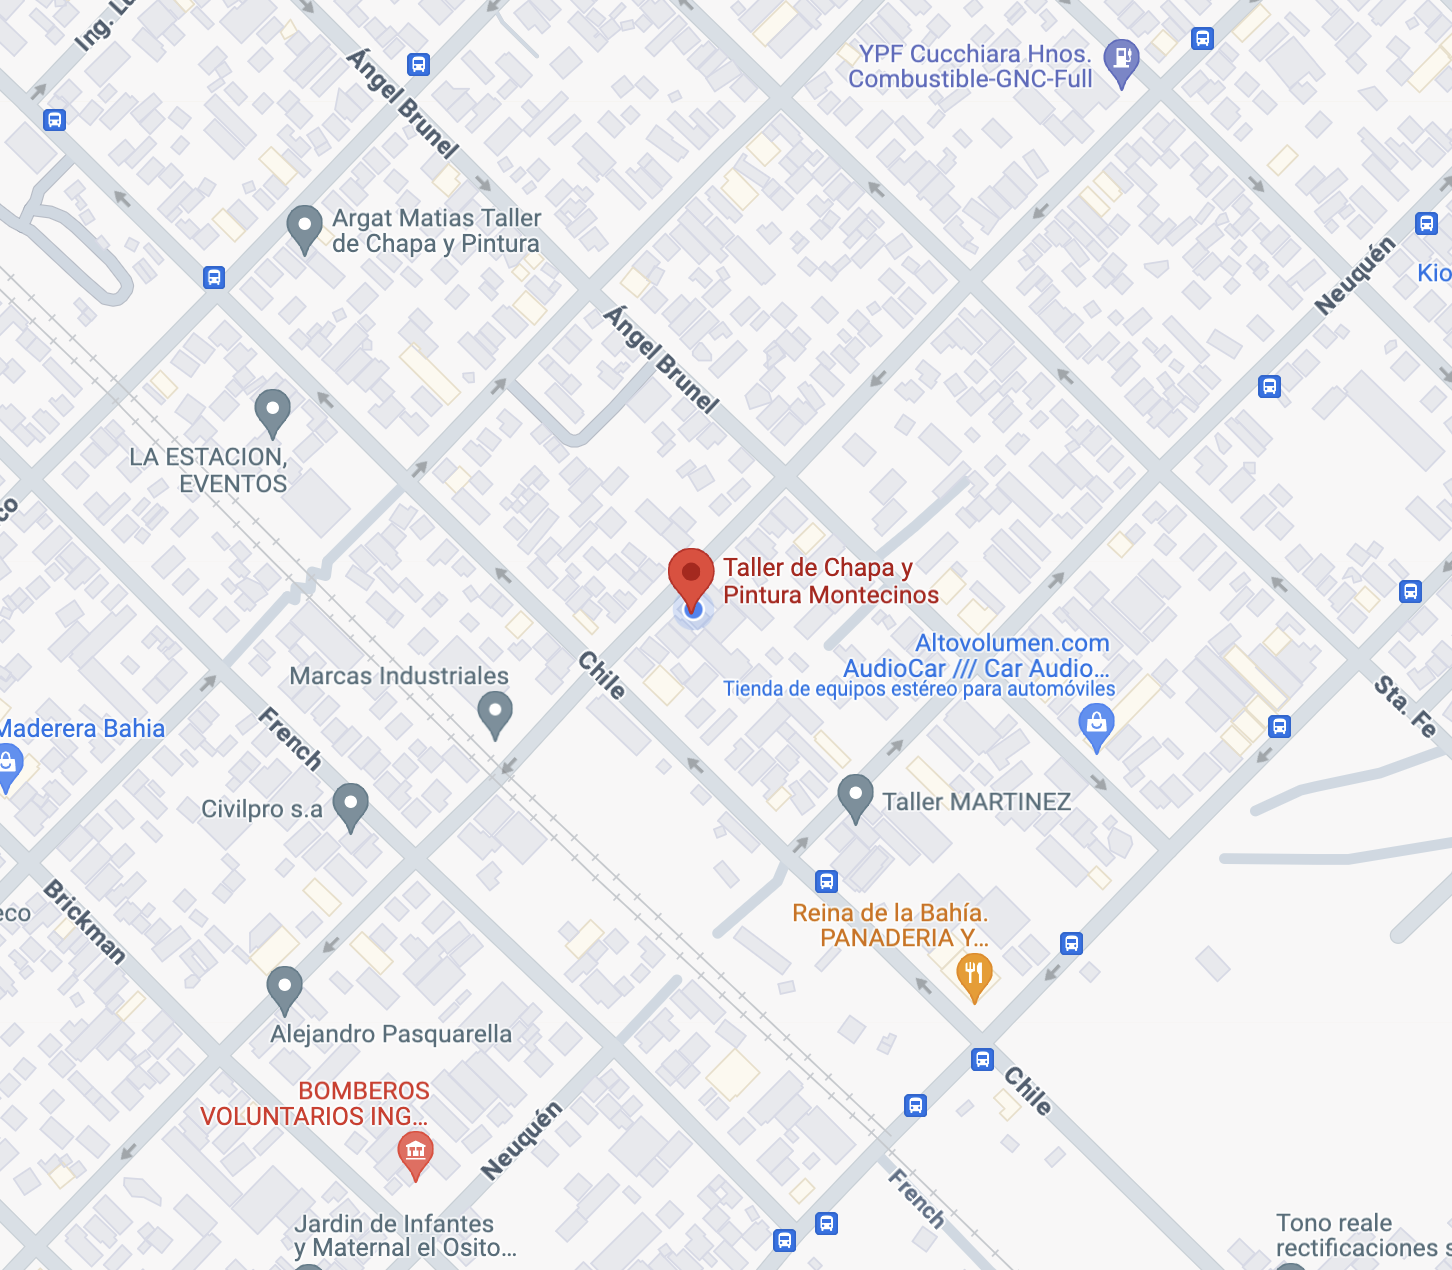 Ing. Lu
Ángel Brunel
YPF Cucchiara Hnos.
Combustible-GNC-Full
Argat Matias Taller
de Chapa y Pintura
Neuquén
Kio
Ángel Brunel
LA ESTACION,
EVENTOS
co
Taller de Chapa y
Pintura Montecinos
Altovolumen.com
AudioCar /// Car Audio...
Tienda de equipos estéreo para automóviles
Marcas Industriales
Chile
Sta. Fe
Maderera Bahia
French
Civilpro s.a
Taller MARTINEZ
Brickman
eco
Reina de la Bahía.
PANADERIA Y...
Alejandro Pasquarella
BOMBEROS
VOLUNTARIOS ING...
Chile
Neuquén
French
Jardin de Infantes
y Maternal el Osito...
Tono reale
rectificaciones s